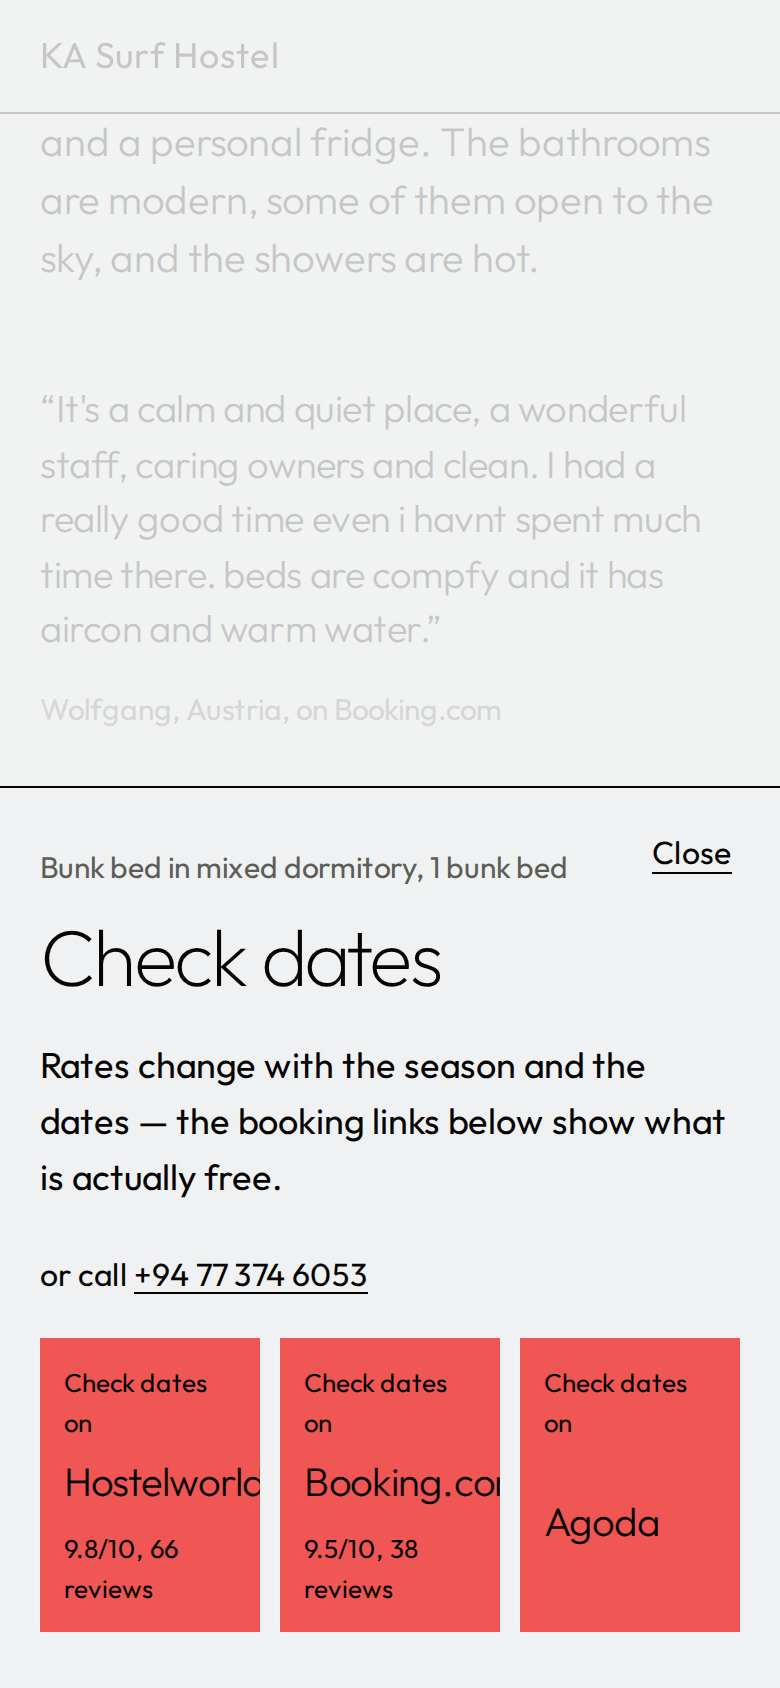 KA Surf Hostel
and a personal fridge. The bathrooms
are modern, some of them open to the
sky, and the showers are hot.
“It's a calm and quiet place, a wonderful
staff, caring owners and clean. I had a
really good time even i havnt spent much
time there. beds are compfy and it has
aircon and warm water.”
Wolfgang, Austria, on Booking.com
Bunk bed in mixed dormitory, 1 bunk bed
Close
Check dates
Rates change with the season and the
dates — the booking links below show what
is actually free.
or call +94 77 374 6053
Check dates
on
Hostelworld
9.8/10, 66
reviews
Check dates
on
Booking.com
9.5/10, 38
reviews
Check dates
on
Agoda